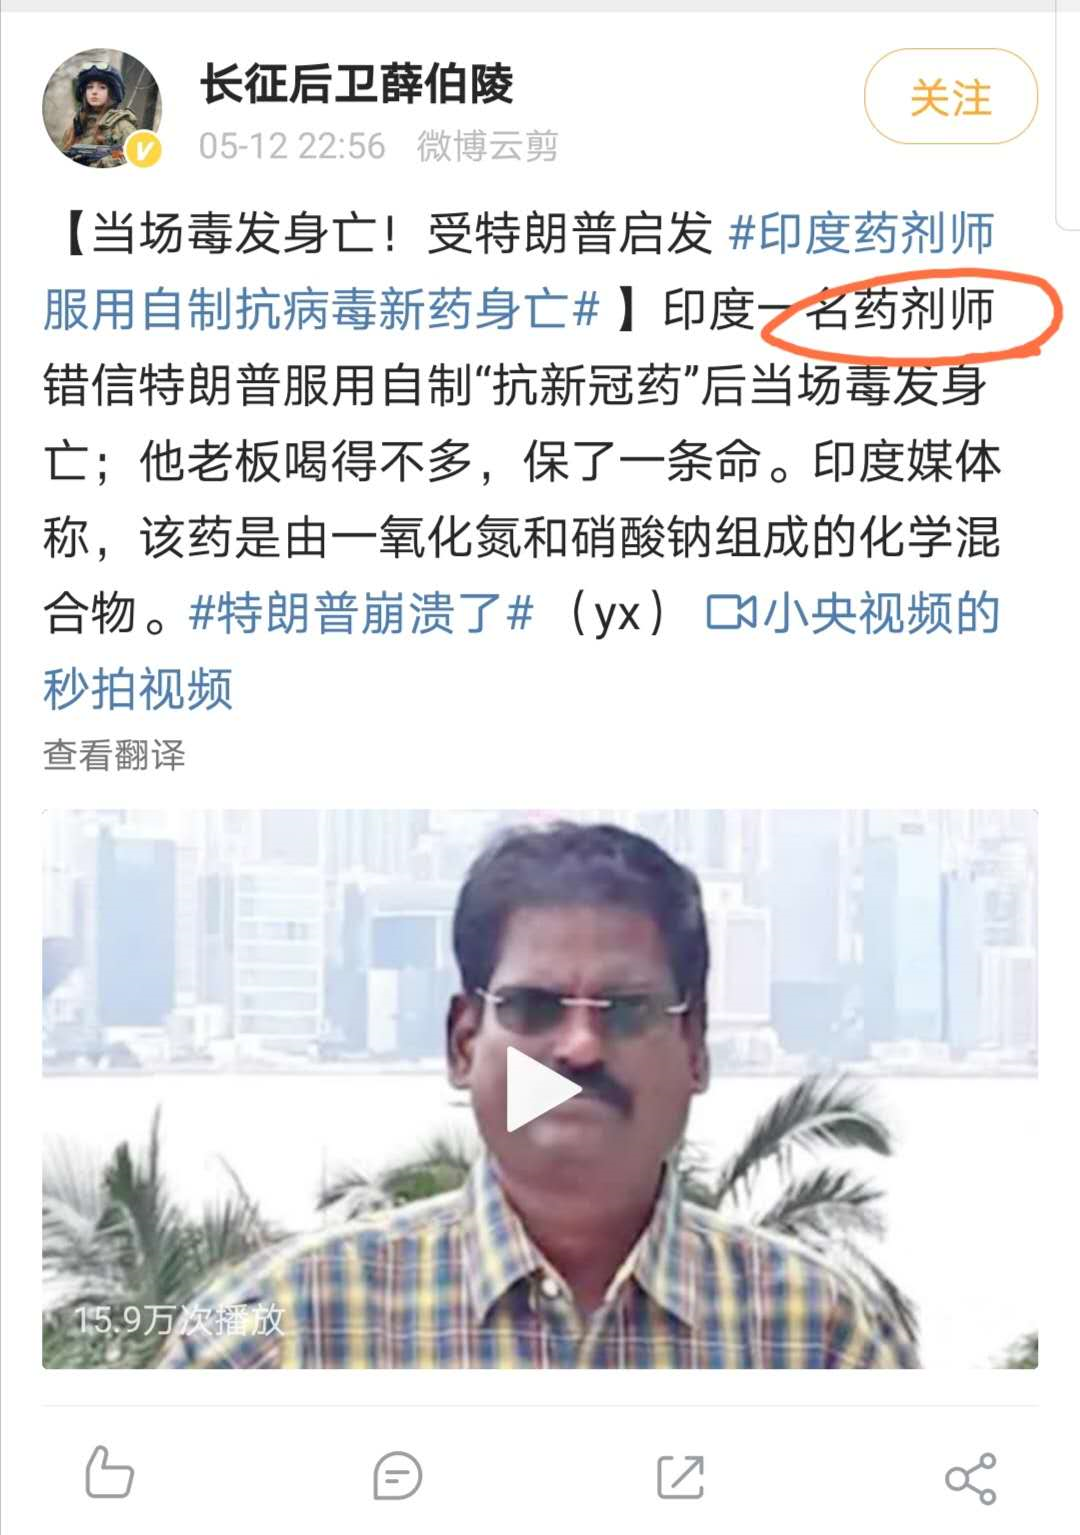 长征后卫薛伯陵
关注
05-12 22:56 微博云剪
【当场毒发身亡！受特朗普启发 #印度药剂师
服用自制抗病毒新药身亡# 】印度一名药剂师
错信特朗普服用自制“抗新冠药”后当场毒发身
亡；他老板喝得不多，保了一条命。印度媒体
称，该药是由一氧化氮和硝酸钠组成的化学混
合物。#特朗普崩溃了# （yx） 小央视频的
秒拍视频
查看翻译
15.9万次播放